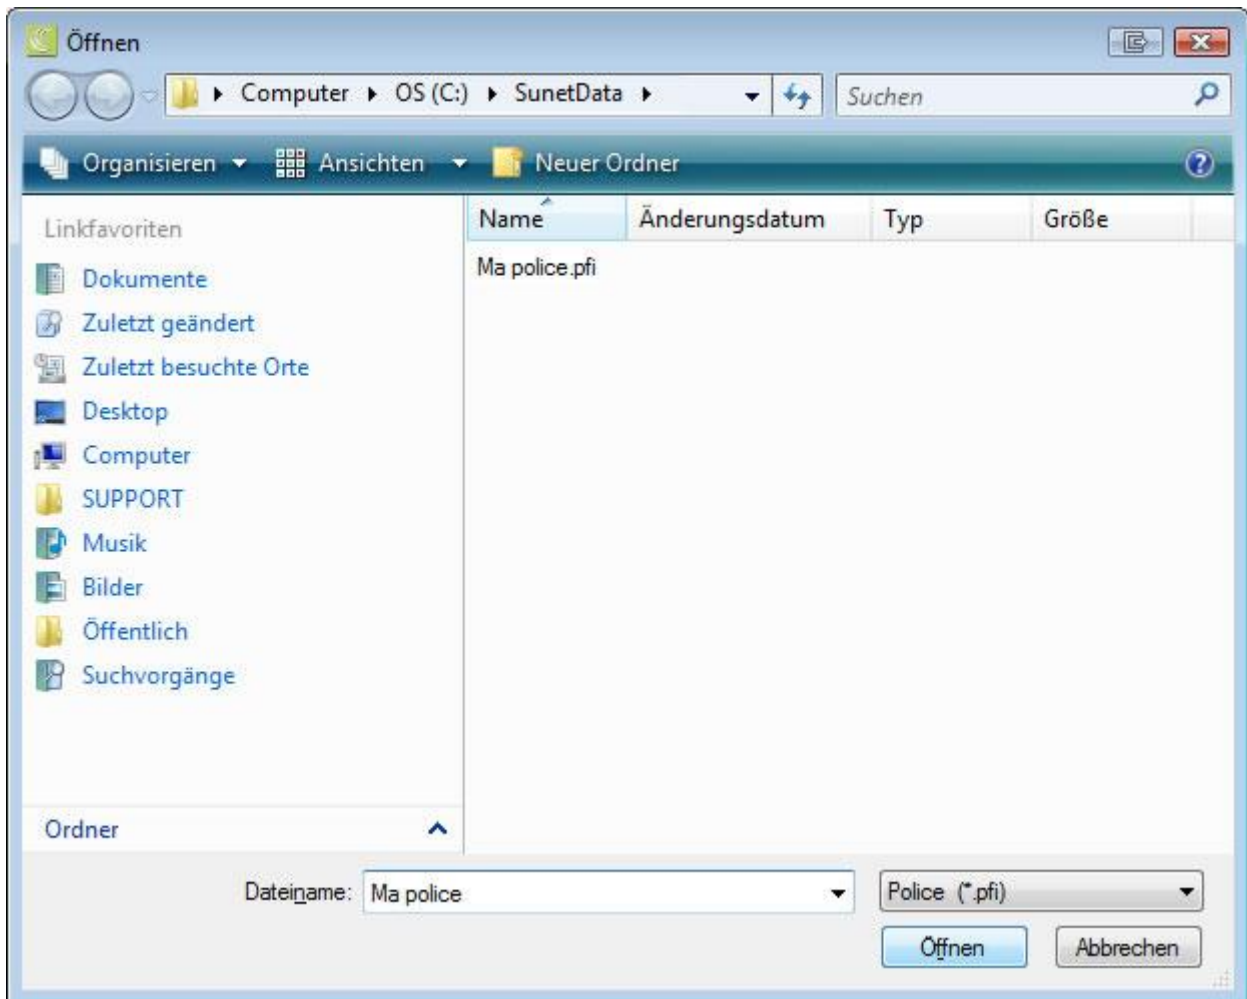 Öffnen
Computer OS (C:) SunetData Suchen
Organisieren Ansichten Neuer Ordner
Linkfavoriten
Dokumente
Zuletzt geändert
Zuletzt besuchte Orte
Desktop
Computer
SUPPORT
Musik
Bilder
Öffentlich
Suchvorgänge
Ordner
Name Änderungsdatum Typ Größe
Ma police.pfi
Dateiname: Ma police Police (*.pfi)
Öffnen Abbrechen